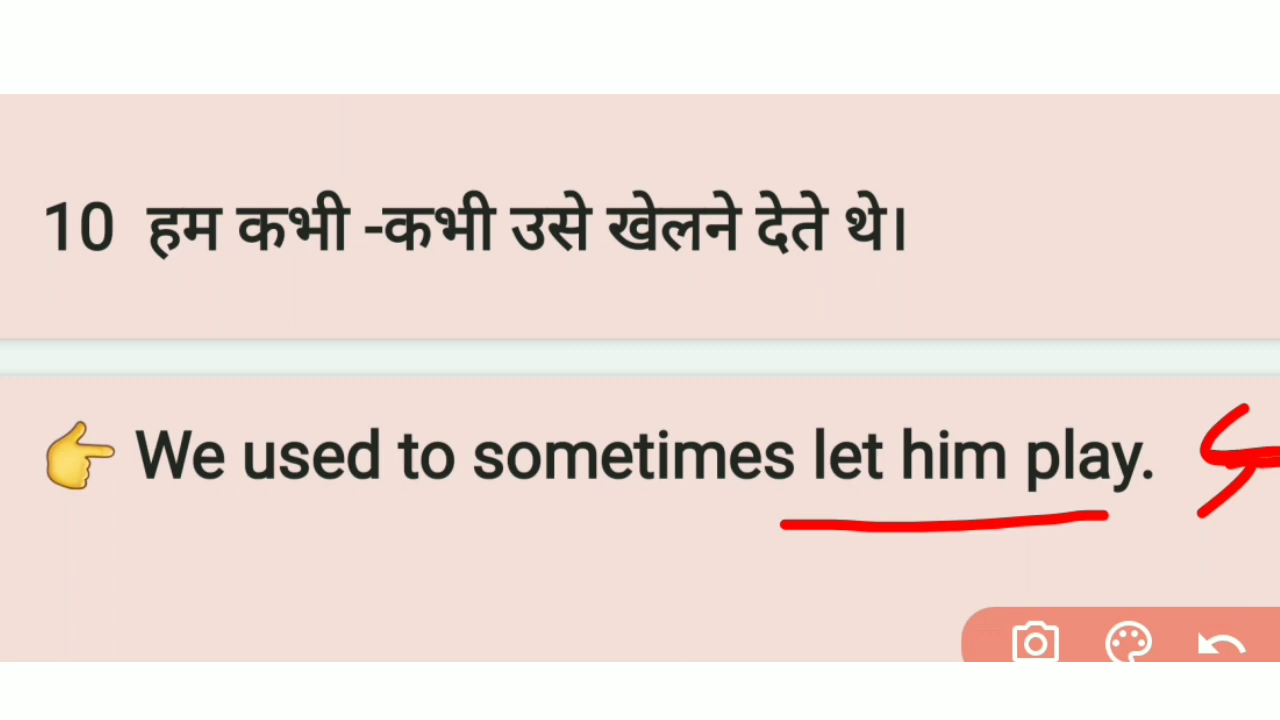 10 हम कभी -कभी उसे खेलने देते थे।
👉 We used to sometimes let him play.